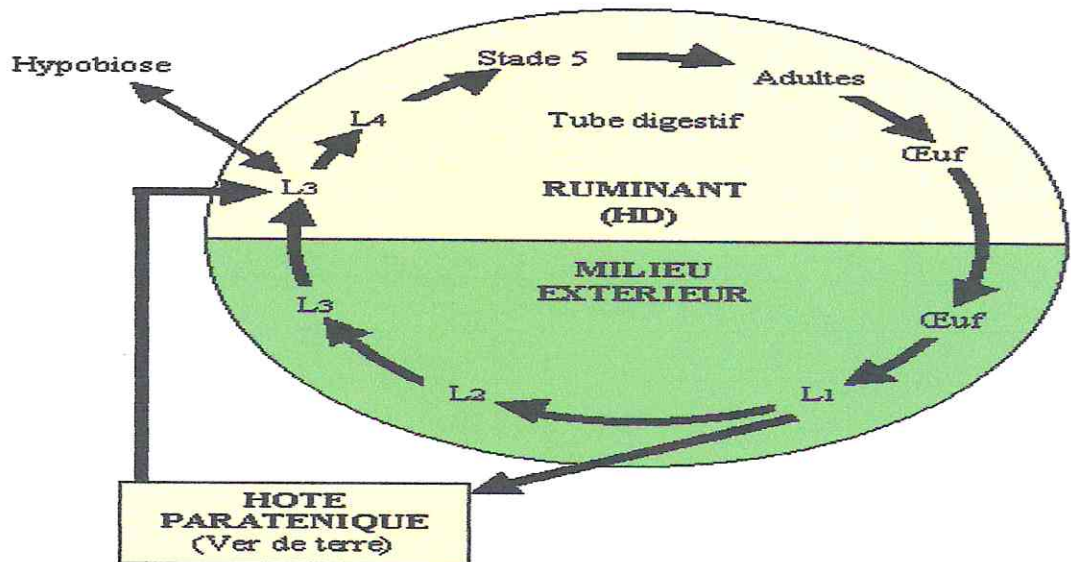 Stade 5
Hypobiose
Adultes
L4
Tube digestif
Œuf
L3
RUMINANT
(HD)
MILIEU
EXTERIEUR
L3
Œuf
L2
L1
HOTE
PARATENIQUE
(Ver de terre)